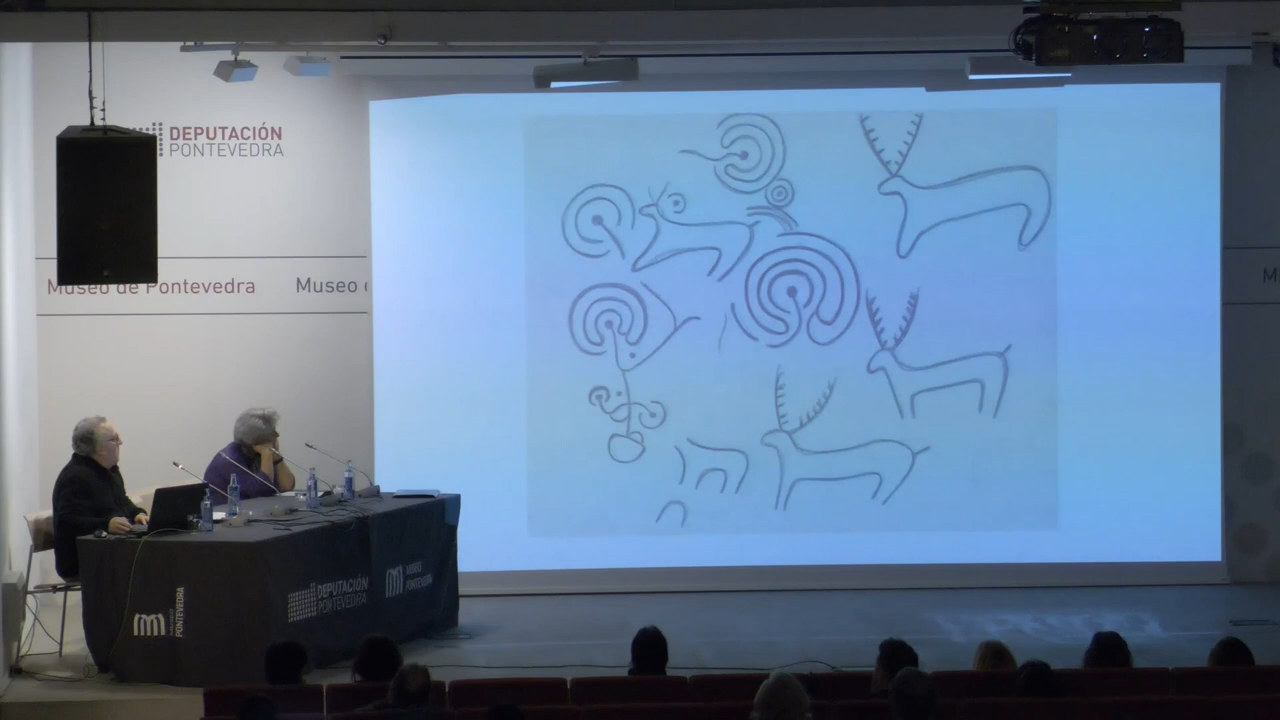 DEPUTACIÓN
PONTEVEDRA
Museo de Pontevedra
Museo
M
DEPUTACIÓN
PONTEVEDRA
MUSEO
PONTEVEDRA
PONTEVEDRA